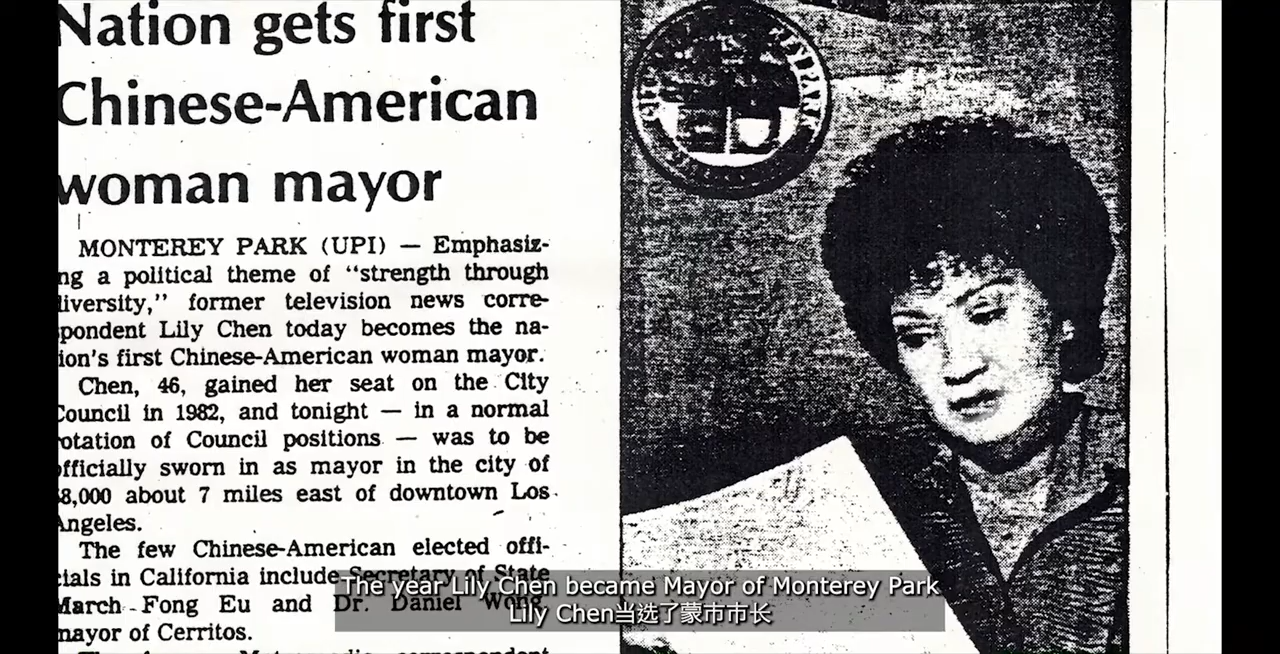 Nation gets first
Chinese-American
woman mayor
MONTEREY PARK (UPI) — Emphasiz-
ng a political theme of “strength through
diversity,” former television news corre-
spondent Lily Chen today becomes the na-
ion's first Chinese-American woman mayor.
Chen, 46, gained her seat on the City
Council in 1982, and tonight — in a normal
otation of Council positions — was to be
officially sworn in as mayor in the city of
8,000 about 7 miles east of downtown Los
Angeles.
The few Chinese-American elected offi-
cials in California include Secretary of State
March Fong Eu and Dr. Daniel Wong,
mayor of Cerritos.
correspondent
PARK
The year Lily Chen became Mayor of Monterey Park
Lily Chen当选了蒙市市长